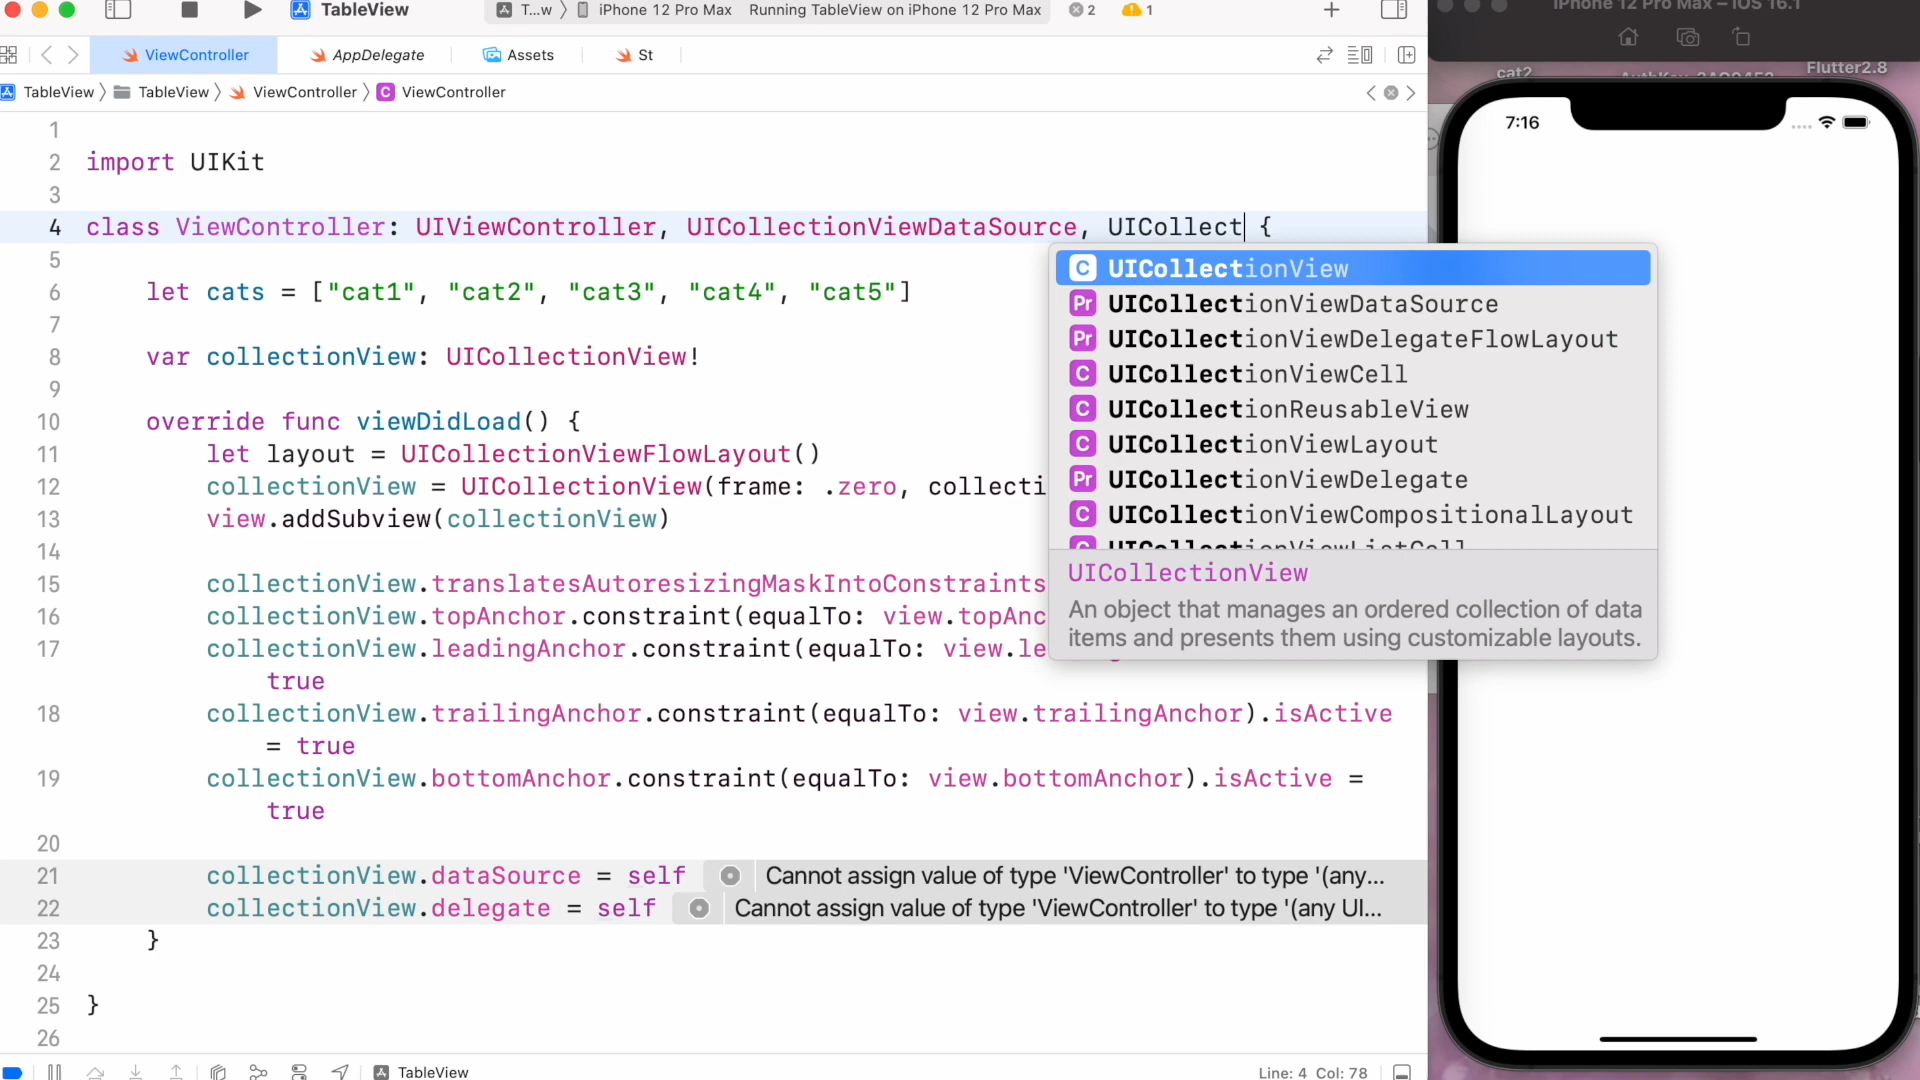 TableView
T...w
iPhone 12 Pro Max
Running TableView on iPhone 12 Pro Max
2
1
iPhone 12 Pro Max – iOS 16.1
ViewController
AppDelegate
Assets
St
cat2
Flutter2.8
TableView
TableView
ViewController
C ViewController
7:16
1
2 import UIKit
3
4 class ViewController: UIViewController, UICollectionViewDataSource, UICollect {
5
6 let cats = ["cat1", "cat2", "cat3", "cat4", "cat5"]
7
8 var collectionView: UICollectionView!
9
10 override func viewDidLoad() {
11 let layout = UICollectionViewFlowLayout()
12 collectionView = UICollectionView(frame: .zero, collecti
13 view.addSubview(collectionView)
14
15 collectionView.translatesAutoresizingMaskIntoConstraints
16 collectionView.topAnchor.constraint(equalTo: view.topAnc
17 collectionView.leadingAnchor.constraint(equalTo: view.le
true
18 collectionView.trailingAnchor.constraint(equalTo: view.trailingAnchor).isActive
= true
19 collectionView.bottomAnchor.constraint(equalTo: view.bottomAnchor).isActive =
true
20
21 collectionView.dataSource = self Cannot assign value of type 'ViewController' to type '(any...
22 collectionView.delegate = self Cannot assign value of type 'ViewController' to type '(any UI...
23 }
24
25 }
26
C UICollectionView
Pr UICollectionViewDataSource
Pr UICollectionViewDelegateFlowLayout
C UICollectionViewCell
C UICollectionReusableView
C UICollectionViewLayout
Pr UICollectionViewDelegate
C UICollectionViewCompositionalLayout
C UICollectionViewListCell
UICollectionView
An object that manages an ordered collection of data
items and presents them using customizable layouts.
TableView
Line: 4 Col: 78